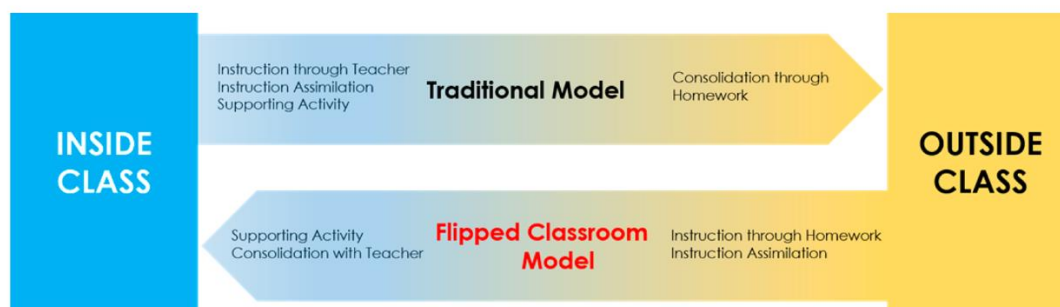 INSIDE
CLASS
Instruction through Teacher
Instruction Assimilation
Supporting Activity
Traditional Model
Consolidation through
Homework
OUTSIDE
CLASS
Supporting Activity
Consolidation with Teacher
Flipped Classroom
Model
Instruction through Homework
Instruction Assimilation